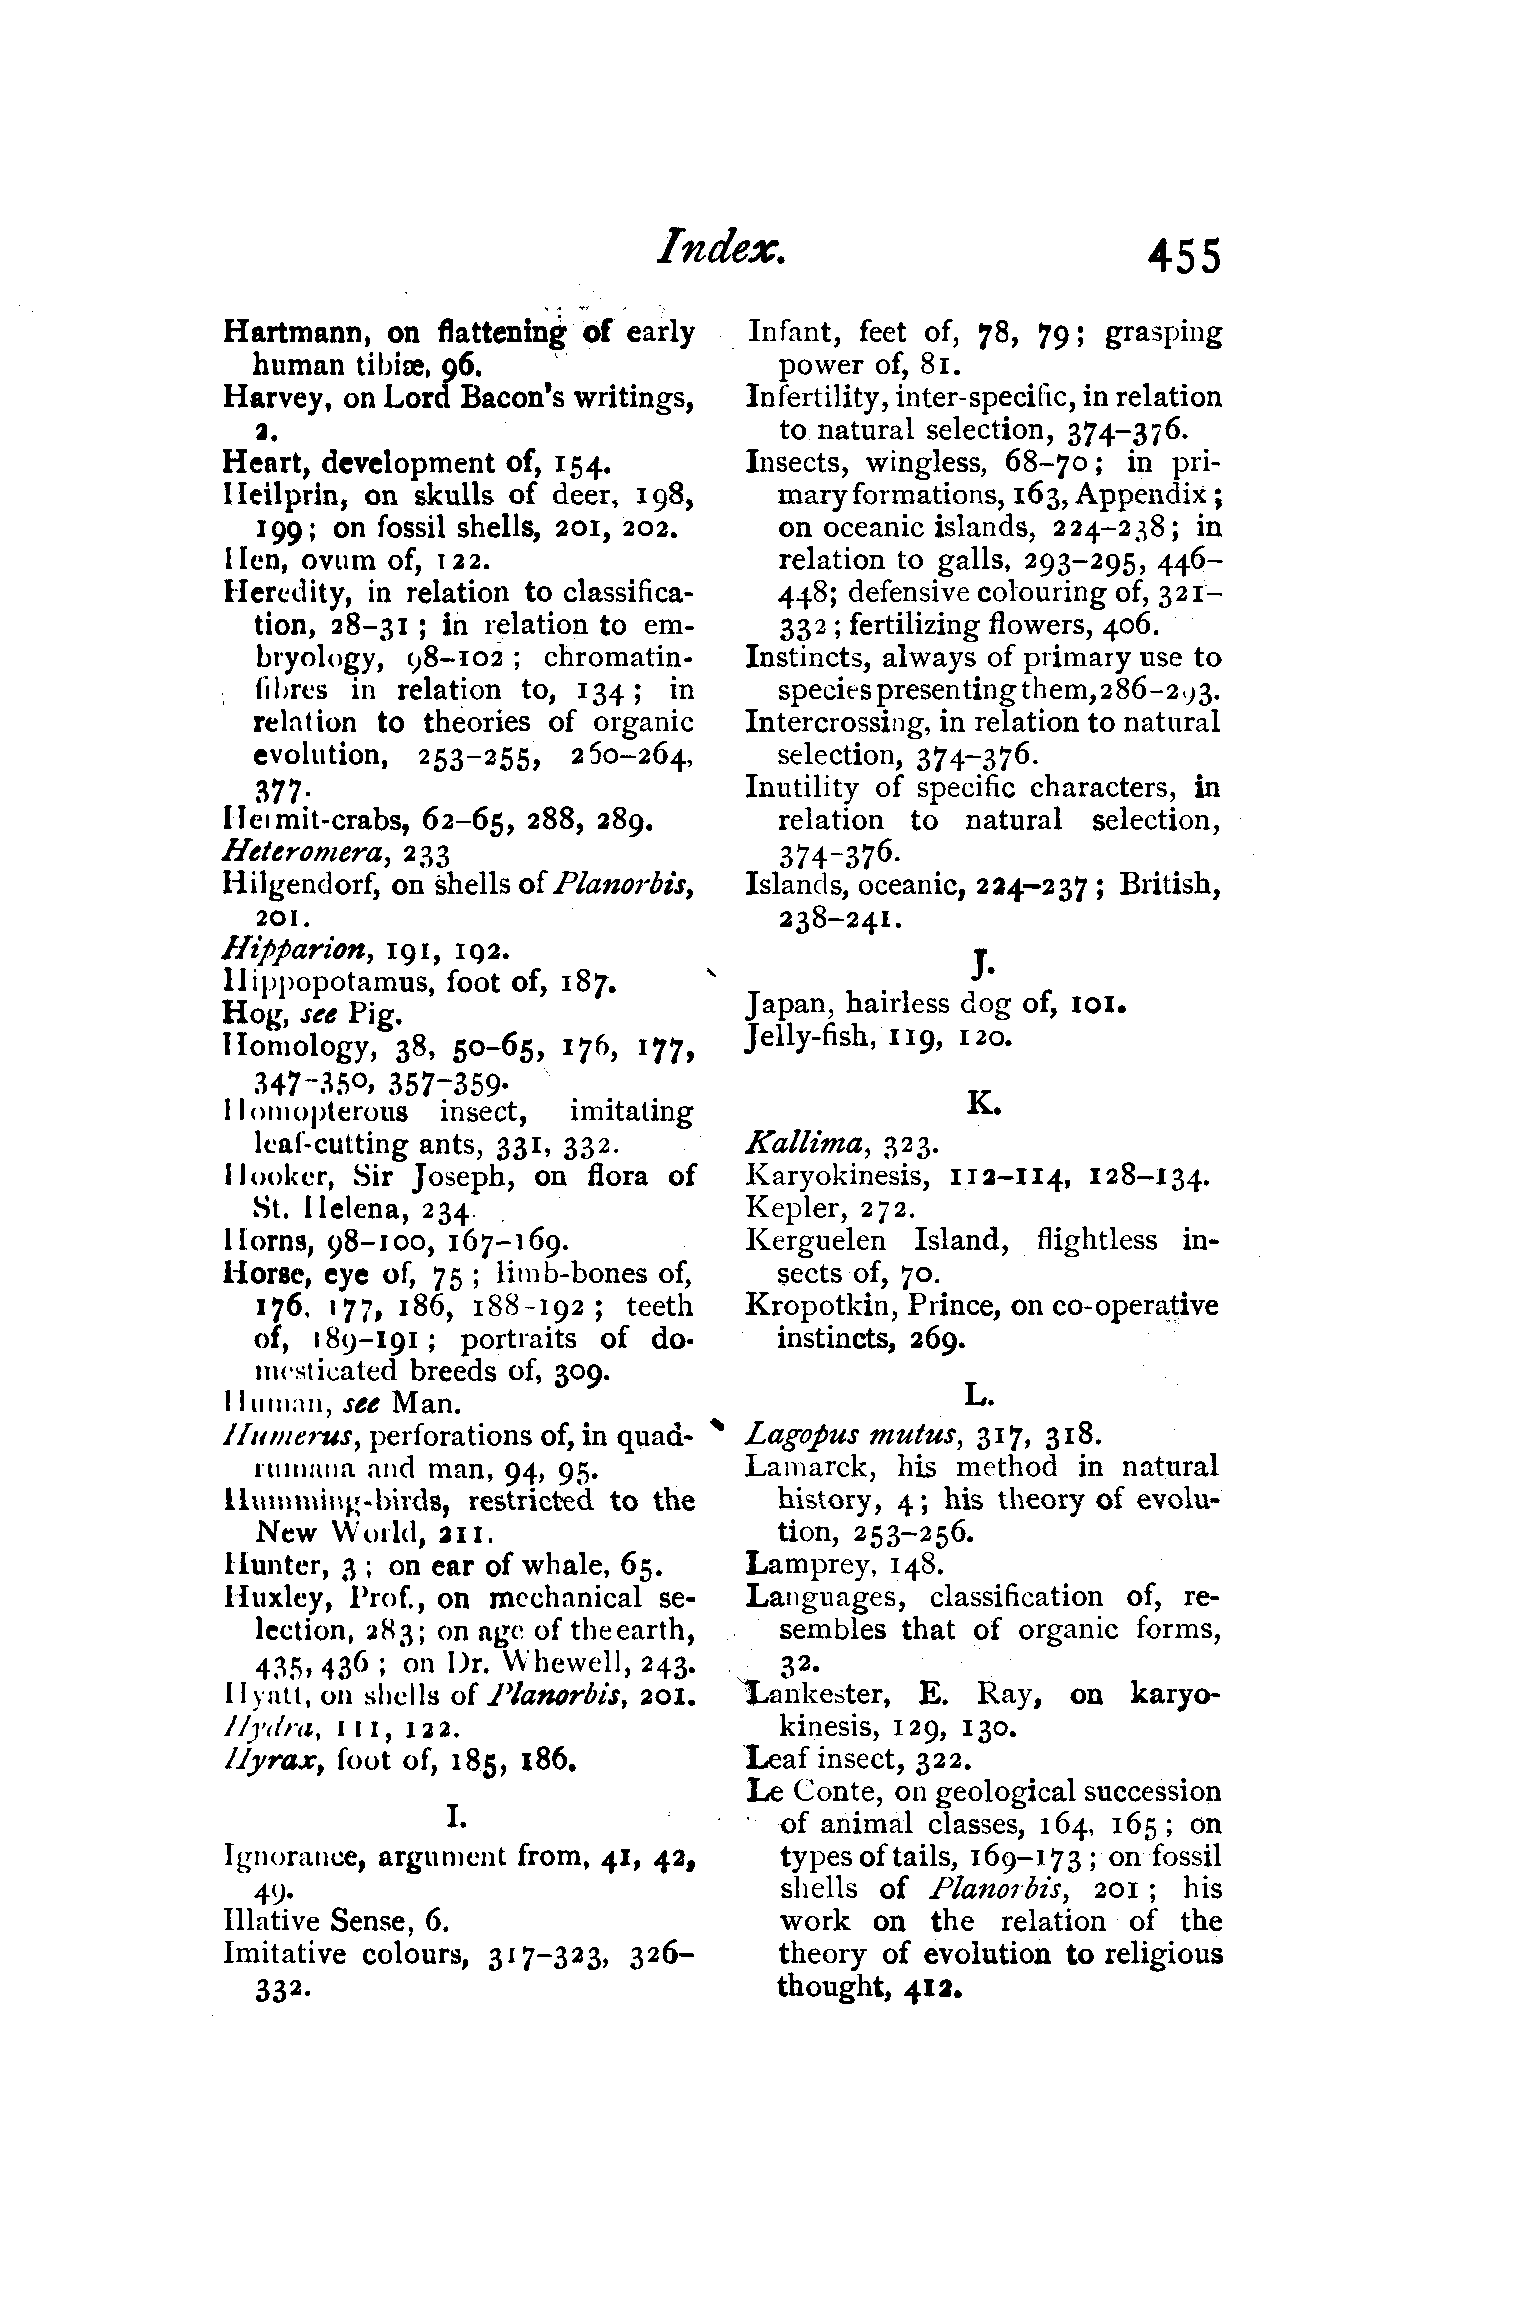 Index.
455
Hartmann, on flattening of early
human tibiæ, 96.
Harvey, on Lord Bacon's writings,
2.
Heart, development of, 154.
Heilprin, on skulls of deer, 198,
199; on fossil shells, 201, 202.
Hen, ovum of, 122.
Heredity, in relation to classifica-
tion, 28–31; in relation to em-
bryology, 98–102; chromatin-
fibres in relation to, 134; in
relation to theories of organic
evolution, 253–255, 260–264,
377.
Hermit-crabs, 62–65, 288, 289.
Heteromera, 233
Hilgendorf, on shells of Planorbis,
201.
Hipparion, 191, 192.
Hippopotamus, foot of, 187.
Hog, see Pig.
Homology, 38, 50–65, 176, 177,
347–350, 357–359.
Homopterous insect, imitating
leaf-cutting ants, 331, 332.
Hooker, Sir Joseph, on flora of
St. Helena, 234.
Horns, 98–100, 167–169.
Horse, eye of, 75; limb-bones of,
176, 177, 186, 188–192; teeth
of, 189–191; portraits of do-
mesticated breeds of, 309.
Human, see Man.
Humerus, perforations of, in quad-
rumana and man, 94, 95.
Humming-birds, restricted to the
New World, 211.
Hunter, 3; on ear of whale, 65.
Huxley, Prof., on mechanical se-
lection, 283; on age of the earth,
435, 436; on Dr. Whewell, 243.
Hyatt, on shells of Planorbis, 201.
Hydra, 111, 122.
Hyrax, foot of, 185, 186.
I.
Ignorance, argument from, 41, 42,
49.
Illative Sense, 6.
Imitative colours, 317–323, 326–
332.
Infant, feet of, 78, 79; grasping
power of, 81.
Infertility, inter-specific, in relation
to natural selection, 374–376.
Insects, wingless, 68–70; in pri-
mary formations, 163, Appendix;
on oceanic islands, 224–238; in
relation to galls, 293–295, 446–
448; defensive colouring of, 321–
332; fertilizing flowers, 406.
Instincts, always of primary use to
species presenting them, 286–293.
Intercrossing, in relation to natural
selection, 374–376.
Inutility of specific characters, in
relation to natural selection,
374–376.
Islands, oceanic, 224–237; British,
238–241.
J.
Japan, hairless dog of, 101.
Jelly-fish, 119, 120.
K.
Kallima, 323.
Karyokinesis, 112–114, 128–134.
Kepler, 272.
Kerguelen Island, flightless in-
sects of, 70.
Kropotkin, Prince, on co-operative
instincts, 269.
L.
Lagopus mutus, 317, 318.
Lamarck, his method in natural
history, 4; his theory of evolu-
tion, 253–256.
Lamprey, 148.
Languages, classification of, re-
sembles that of organic forms,
32.
Lankester, E. Ray, on karyo-
kinesis, 129, 130.
Leaf insect, 322.
Le Conte, on geological succession
of animal classes, 164, 165; on
types of tails, 169–173; on fossil
shells of Planorbis, 201; his
work on the relation of the
theory of evolution to religious
thought, 412.